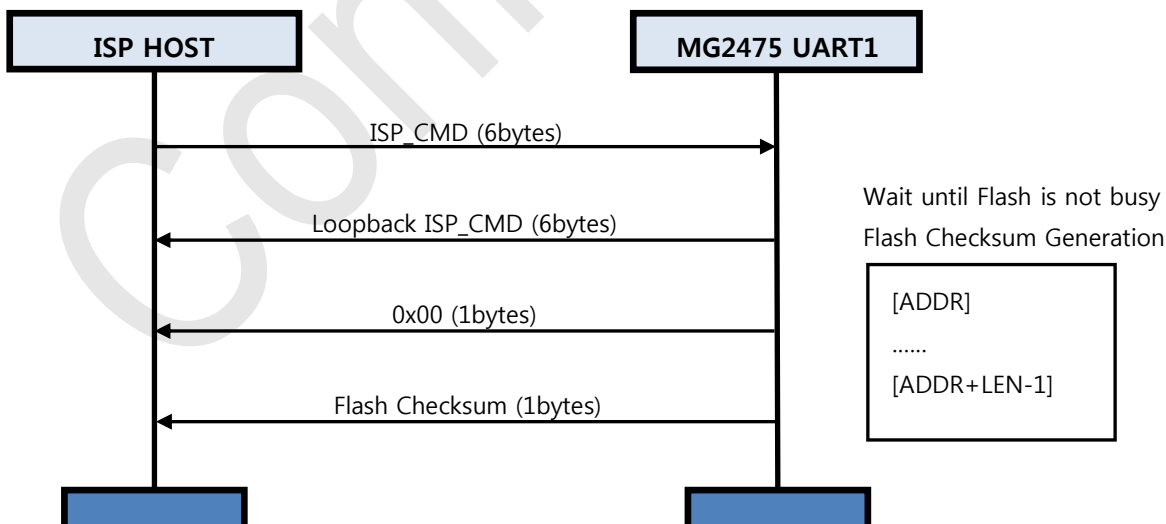 ISP HOST
MG2475 UART1
ISP_CMD (6bytes)
Wait until Flash is not busy
Loopback ISP_CMD (6bytes)
Flash Checksum Generation
[ADDR]
0x00 (1bytes)
......
[ADDR+LEN-1]
Flash Checksum (1bytes)